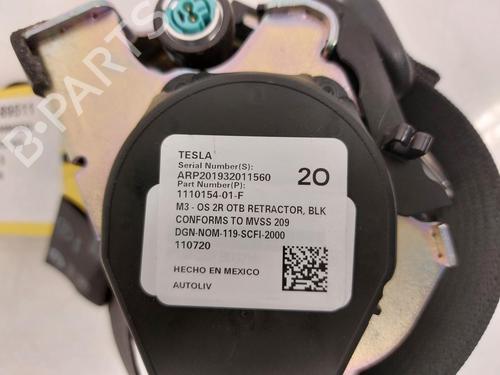 B-PARTS
TESLA
Serial Number(S):
ARP201932011560
20
Part Number(P):
1110154-01-F
M3 - OS 2R OTB RETRACTOR, BLK
CONFORMS TO MVSS 209
DGN-NOM-119-SCFI-2000
110720
HECHO EN MEXICO
AUTOLIV